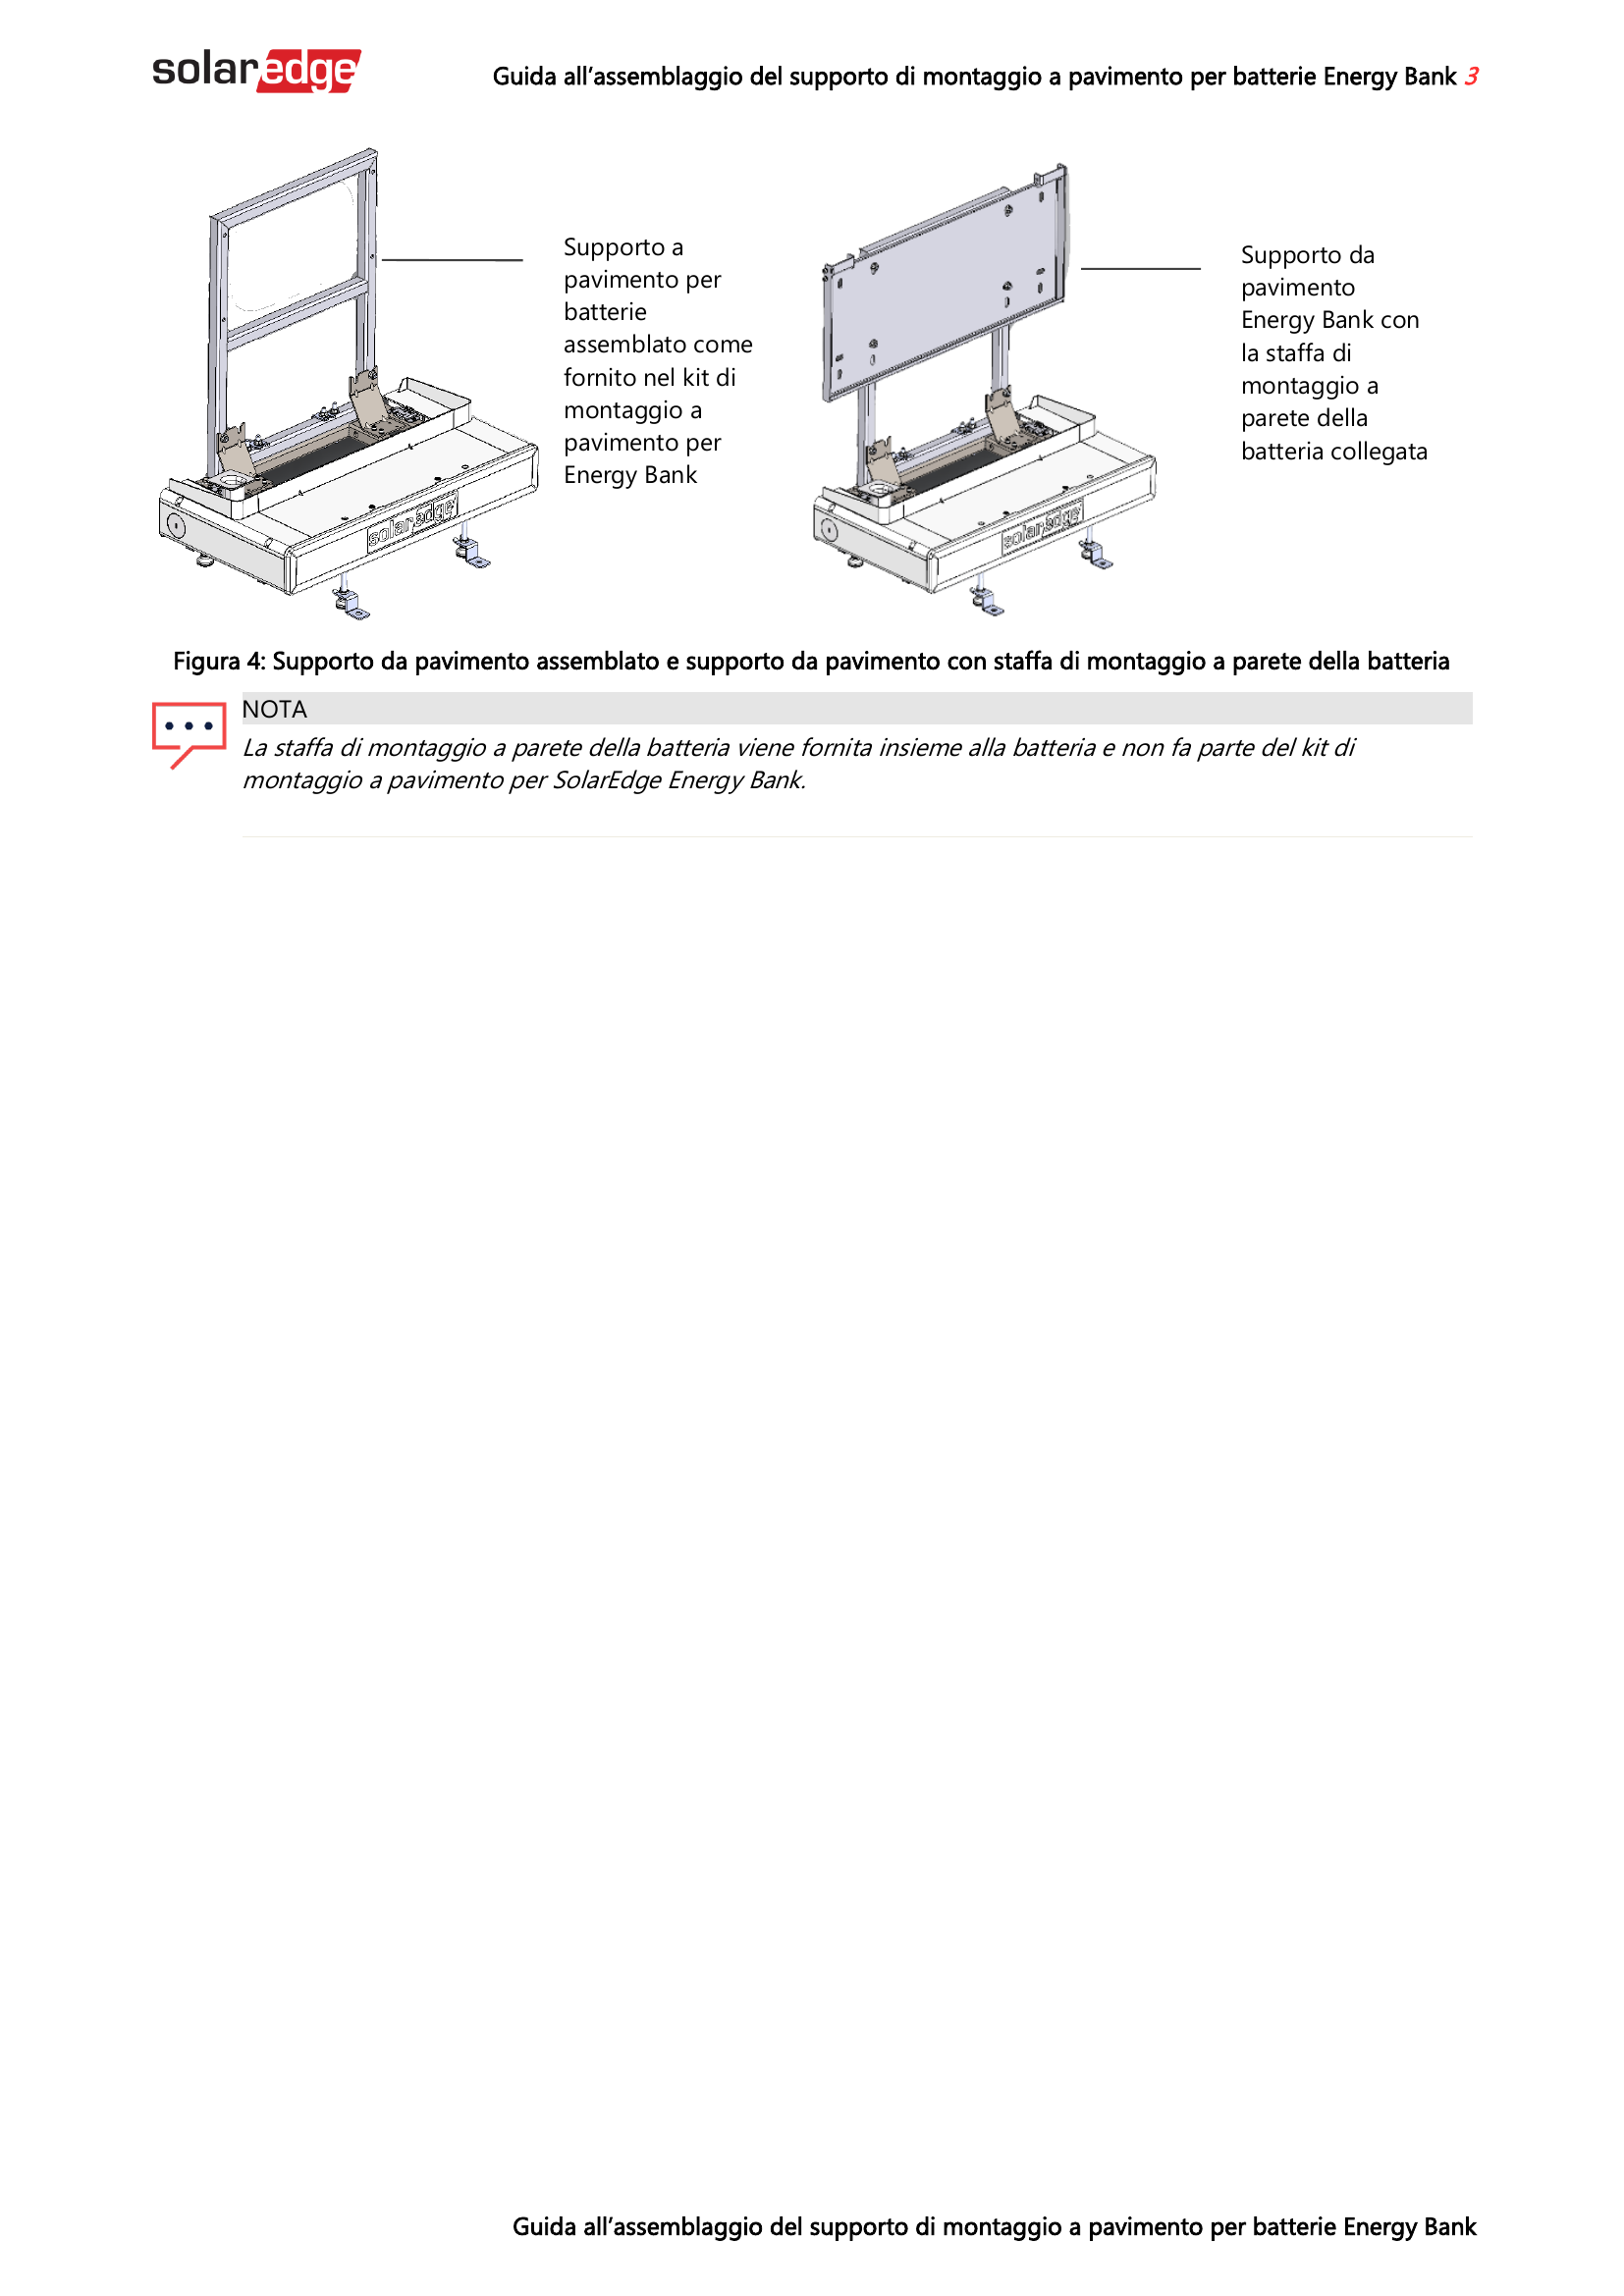 solaredge
Guida all’assemblaggio del supporto di montaggio a pavimento per batterie Energy Bank 3
Supporto a
pavimento per
batterie
assemblato come
fornito nel kit di
montaggio a
pavimento per
Energy Bank
Supporto da
pavimento
Energy Bank con
la staffa di
montaggio a
parete della
batteria collegata
solaredge
solaredge
Figura 4: Supporto da pavimento assemblato e supporto da pavimento con staffa di montaggio a parete della batteria
NOTA
La staffa di montaggio a parete della batteria viene fornita insieme alla batteria e non fa parte del kit di
montaggio a pavimento per SolarEdge Energy Bank.
Guida all’assemblaggio del supporto di montaggio a pavimento per batterie Energy Bank